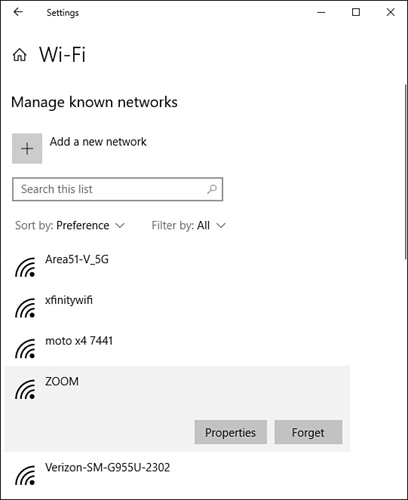 Settings
Wi-Fi
Manage known networks
Add a new network
Search this list
Sort by: Preference Filter by: All
Area51-V_5G
xfinitywifi
moto x4 7441
ZOOM
Properties Forget
Verizon-SM-G955U-2302